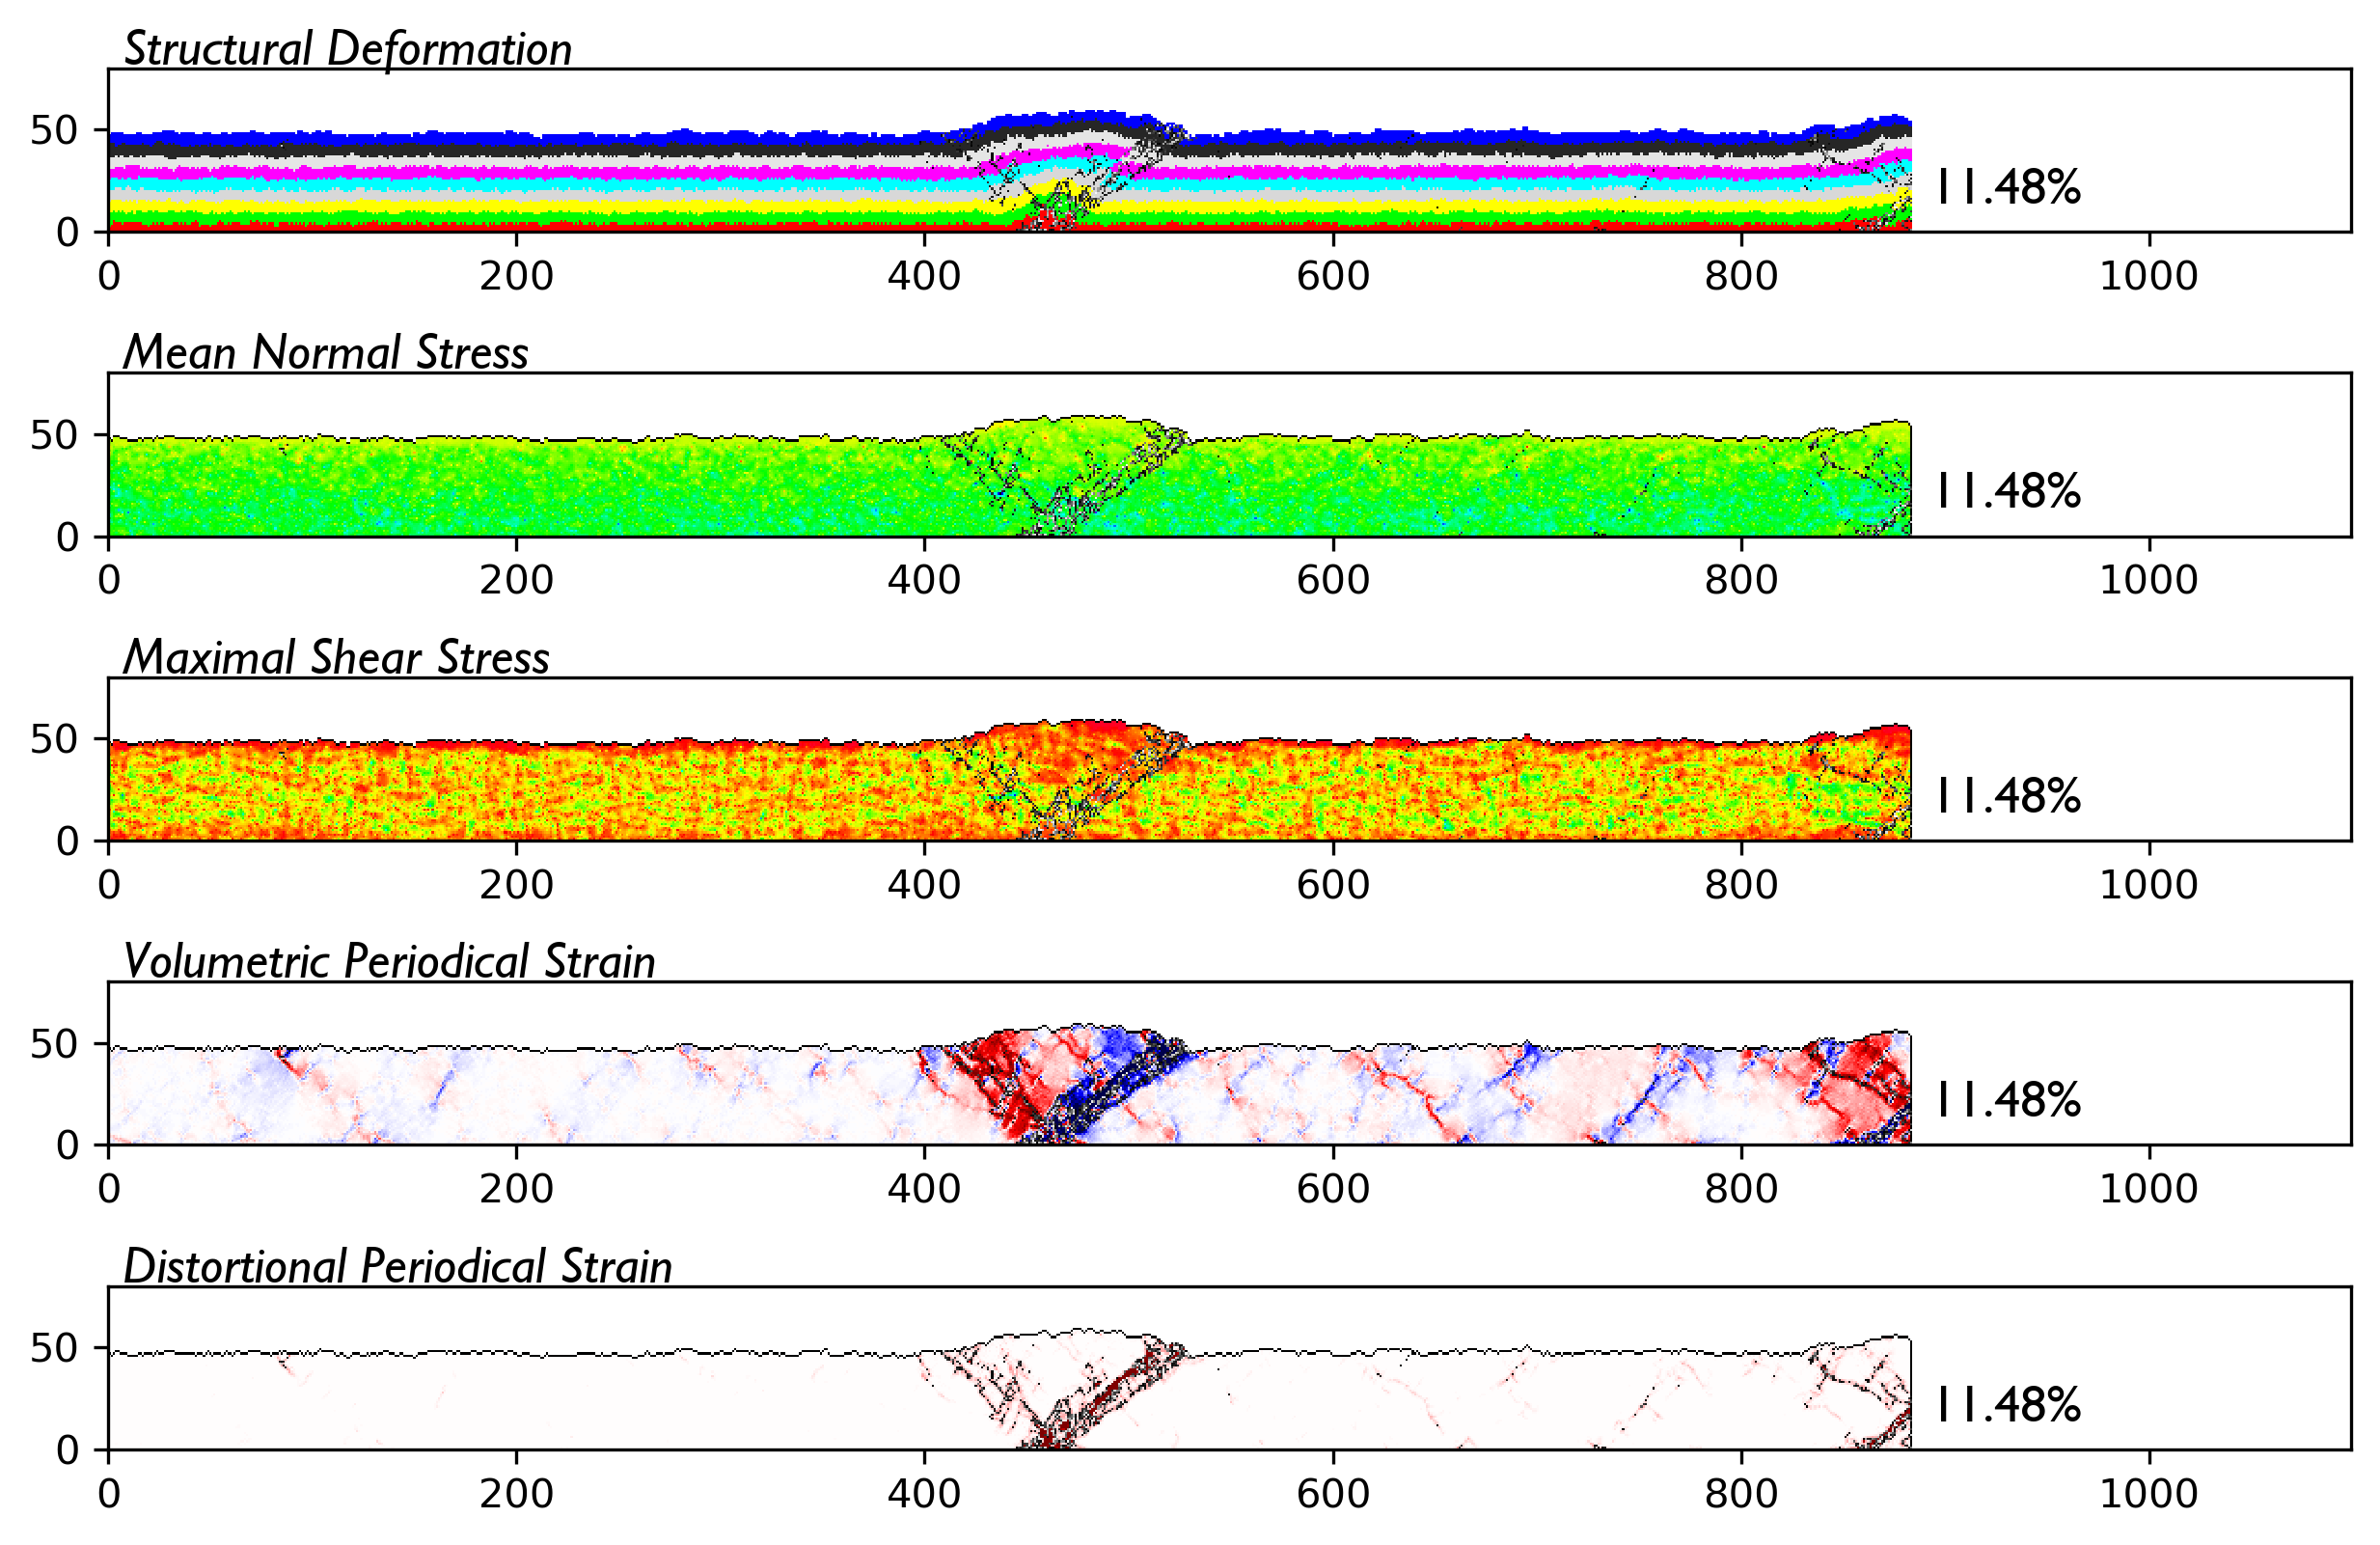 Structural Deformation
50
0
11.48%
0 200 400 600 800 1000
Mean Normal Stress
50
0
11.48%
0 200 400 600 800 1000
Maximal Shear Stress
50
0
11.48%
0 200 400 600 800 1000
Volumetric Periodical Strain
50
0
11.48%
0 200 400 600 800 1000
Distortional Periodical Strain
50
0
11.48%
0 200 400 600 800 1000